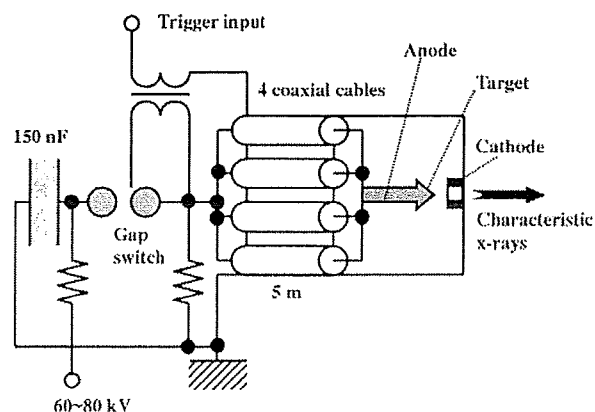 Trigger input
Anode
4 coaxial cables
Target
150 nF
Cathode
Gap
switch
Characteristic
x-rays
5 m
60~80 kV